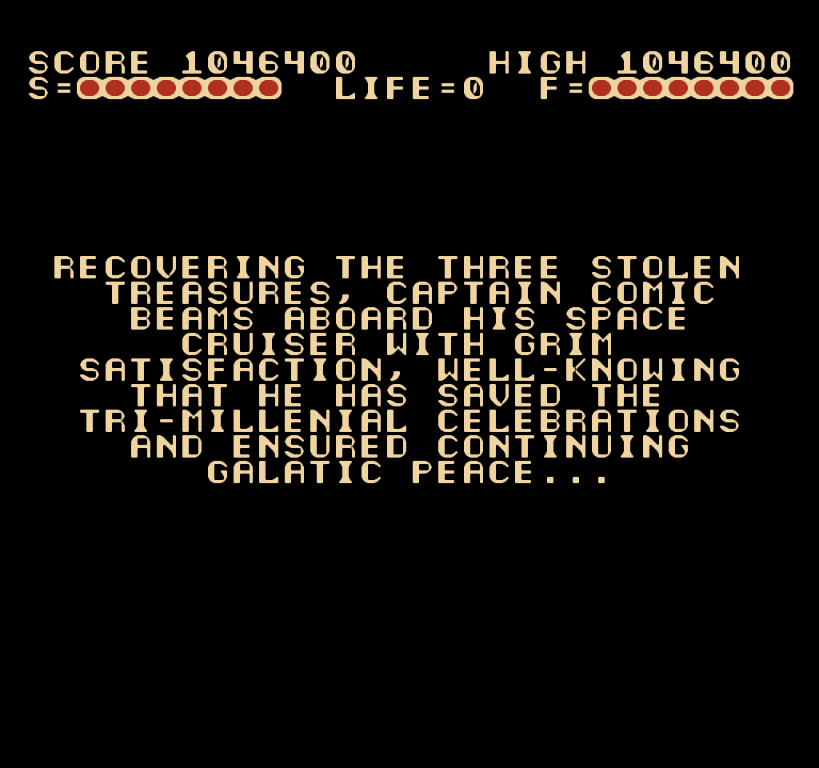 SCORE 1046400 HIGH 1046400
S= LIFE=0 F=
RECOVERING THE THREE STOLEN
TREASURES, CAPTAIN COMIC
BEAMS ABOARD HIS SPACE
CRUISER WITH GRIM
SATISFACTION, WELL-KNOWING
THAT HE HAS SAVED THE
TRI-MILLENIAL CELEBRATIONS
AND ENSURED CONTINUING
GALATIC PEACE...